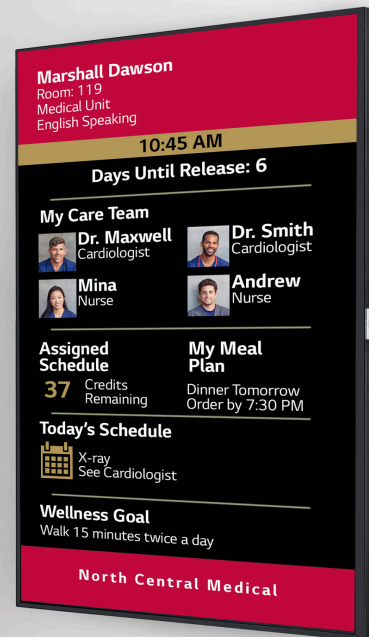 Marshall Dawson
Room: 119
Medical Unit
English Speaking
10:45 AM
Days Until Release: 6
My Care Team
Dr. Maxwell
Cardiologist
Dr. Smith
Cardiologist
Mina
Nurse
Andrew
Nurse
Assigned
Schedule
37 Credits
Remaining
My Meal
Plan
Dinner Tomorrow
Order by 7:30 PM
Today's Schedule
X-ray
See Cardiologist
Wellness Goal
Walk 15 minutes twice a day
North Central Medical